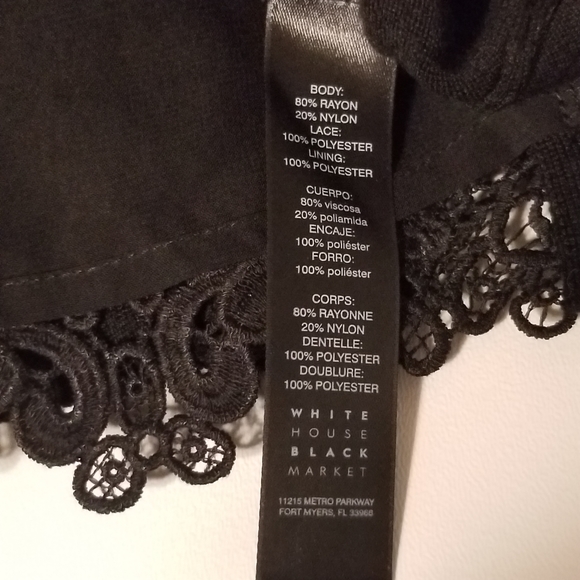 BODY:
80% RAYON
20% NYLON
LACE:
100% POLYESTER
LINING:
100% POLYESTER
CUERPO:
80% viscosa
20% poliamida
ENCAJE:
100% poliéster
FORRO:
100% poliéster
CORPS:
80% RAYONNE
20% NYLON
DENTELLE:
100% POLYESTER
DOUBLURE:
100% POLYESTER
WHITE
HOUSE
BLACK
MARKET
11215 METRO PARKWAY
FORT MYERS, FL 33966